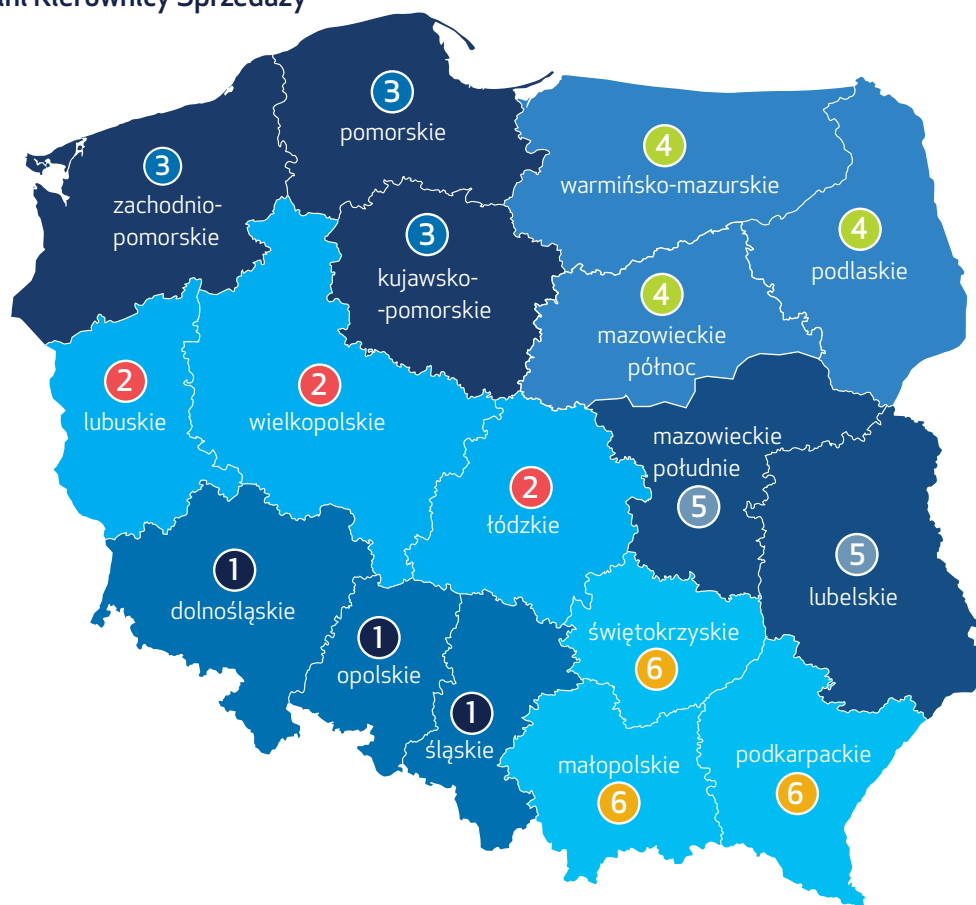 Kierownicy Sprzedaży
3
pomorskie
3
zachodnio-
pomorskie
3
kujawsko-
-pomorskie
4
warmińsko-mazurskie
4
podlaskie
4
mazowieckie
północ
2
lubuskie
2
wielkopolskie
2
łódzkie
mazowieckie
południe
5
5
lubelskie
1
dolnośląskie
1
opolskie
1
śląskie
świętokrzyskie
6
małopolskie
6
podkarpackie
6